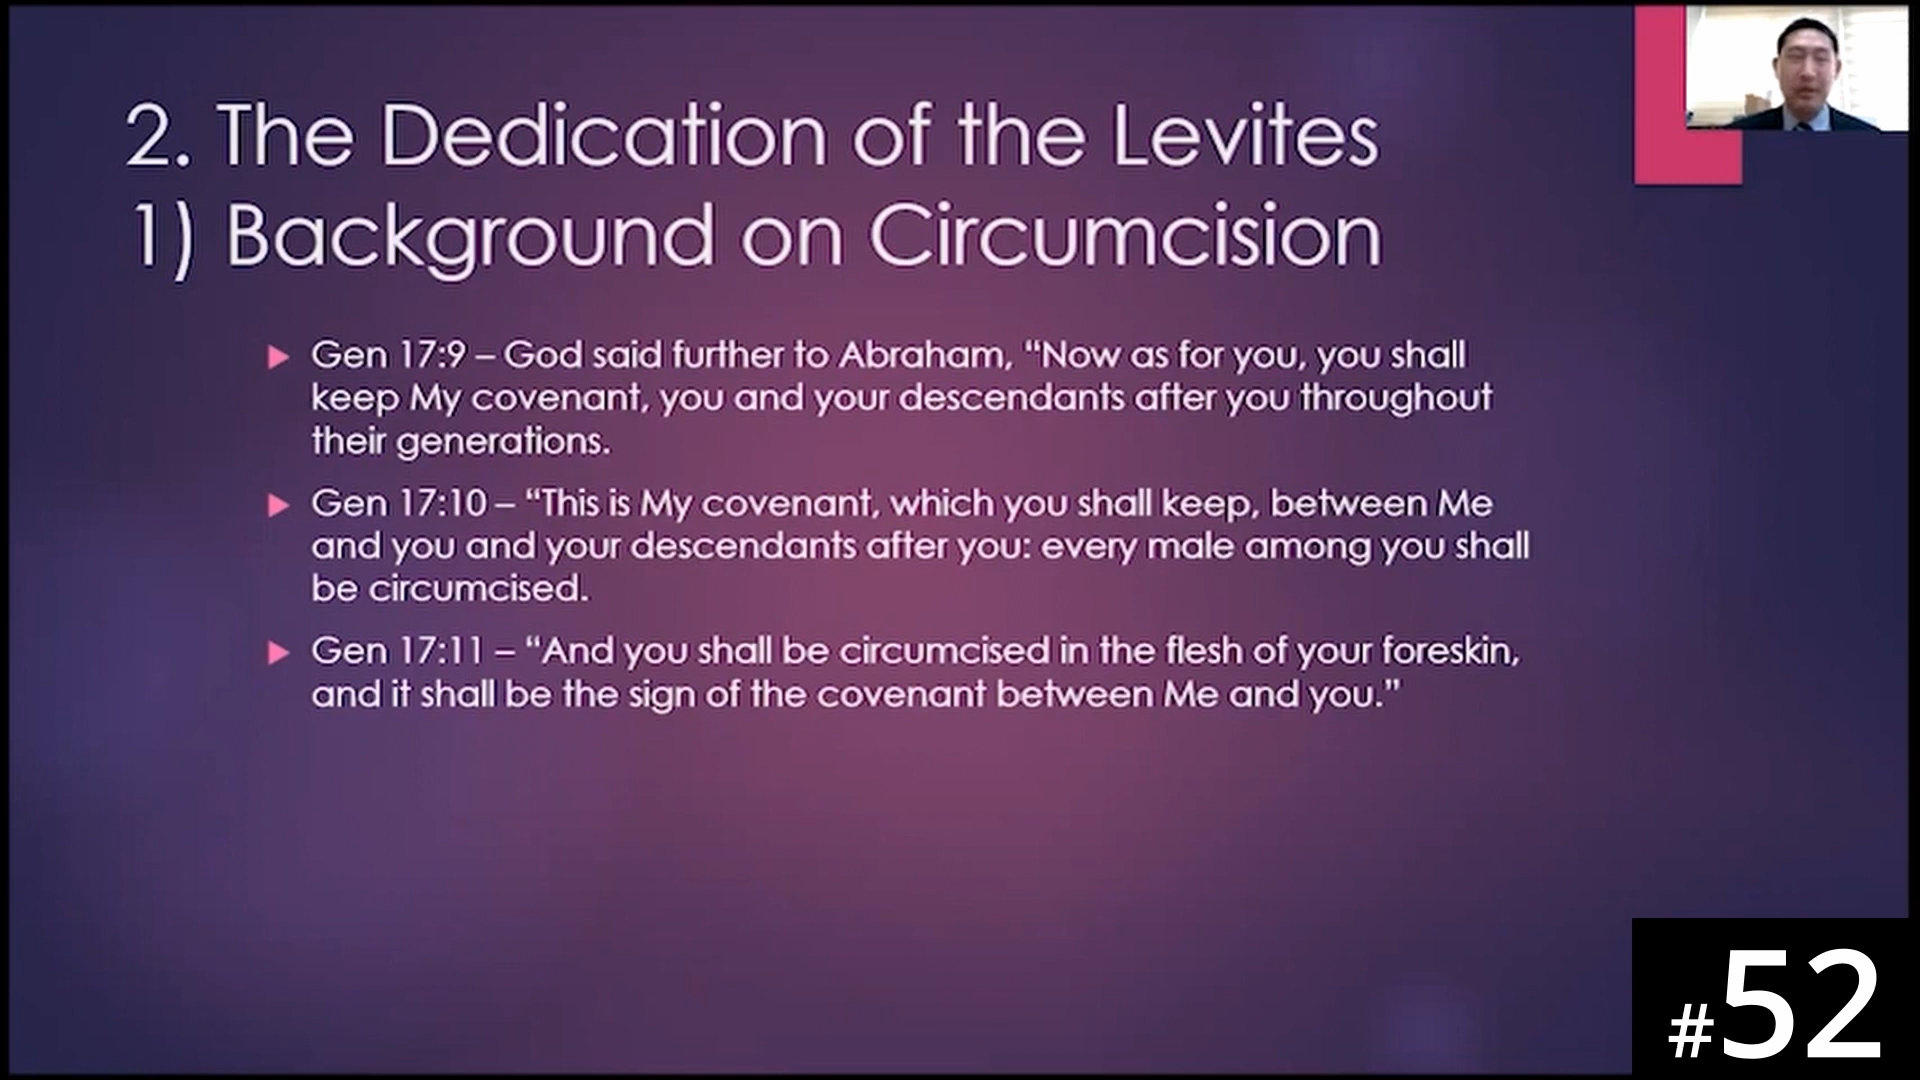 2. The Dedication of the Levites
1) Background on Circumcision
Gen 17:9 – God said further to Abraham, “Now as for you, you shall
keep My covenant, you and your descendants after you throughout
their generations.
Gen 17:10 – “This is My covenant, which you shall keep, between Me
and you and your descendants after you: every male among you shall
be circumcised.
Gen 17:11 – “And you shall be circumcised in the flesh of your foreskin,
and it shall be the sign of the covenant between Me and you.”
#52